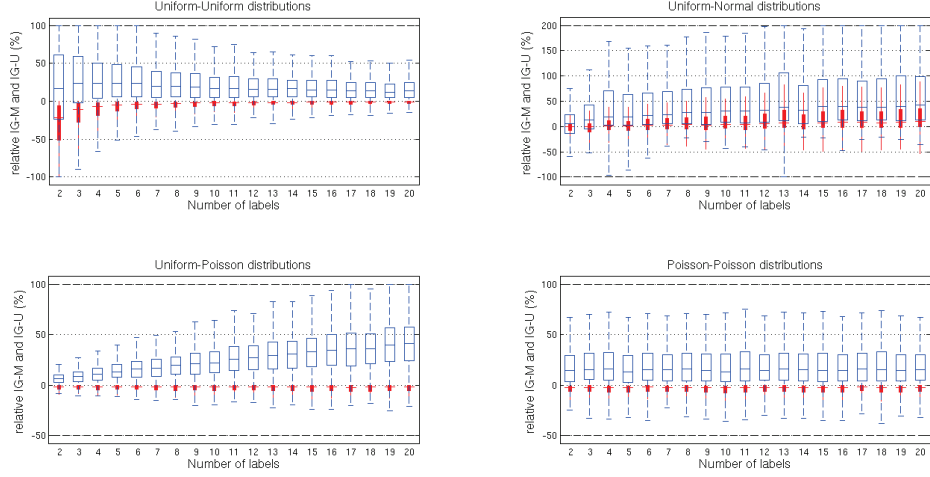 Uniform-Uniform distributions
relative IG-M and IG-U (%)
100
50
0
-50
-100
2 3 4 5 6 7 8 9 10 11 12 13 14 15 16 17 18 19 20
Number of labels
Uniform-Normal distributions
relative IG-M and IG-U (%)
200
150
100
50
0
-50
-100
2 3 4 5 6 7 8 9 10 11 12 13 14 15 16 17 18 19 20
Number of labels
Uniform-Poisson distributions
relative IG-M and IG-U (%)
100
50
0
-50
2 3 4 5 6 7 8 9 10 11 12 13 14 15 16 17 18 19 20
Number of labels
Poisson-Poisson distributions
relative IG-M and IG-U (%)
100
50
0
-50
2 3 4 5 6 7 8 9 10 11 12 13 14 15 16 17 18 19 20
Number of labels